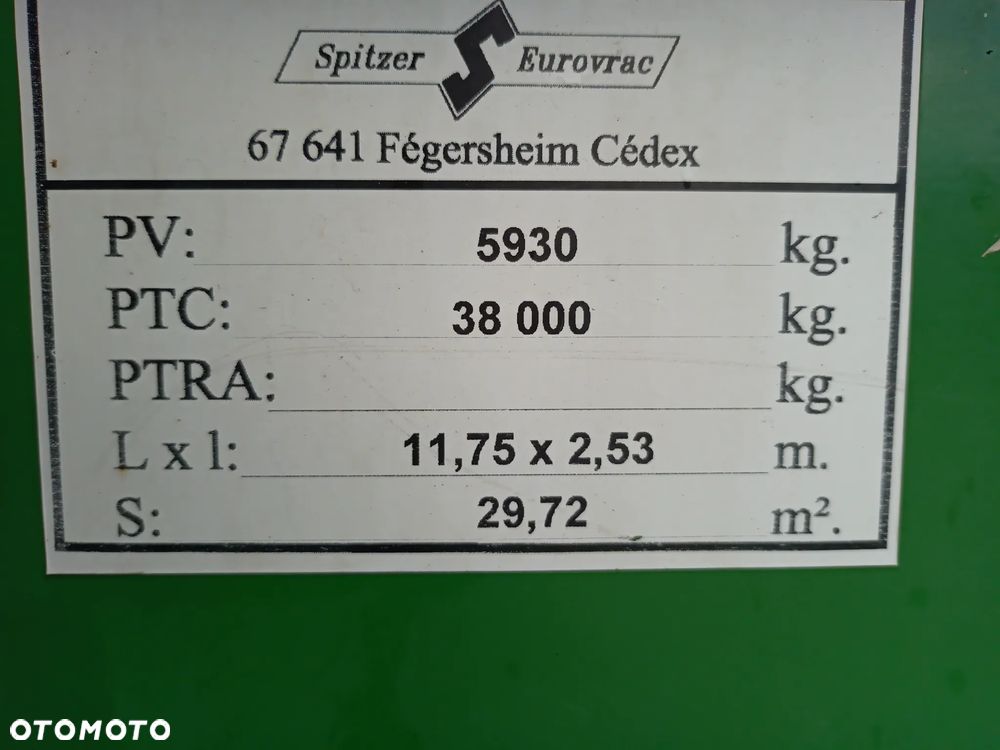 Spitzer S Eurovrac
67 641 Fégersheim Cédex
PV: 5930 kg.
PTC: 38 000 kg.
PTRA: kg.
L x l: 11,75 x 2,53 m.
S: 29,72 m².
OTOMOTO